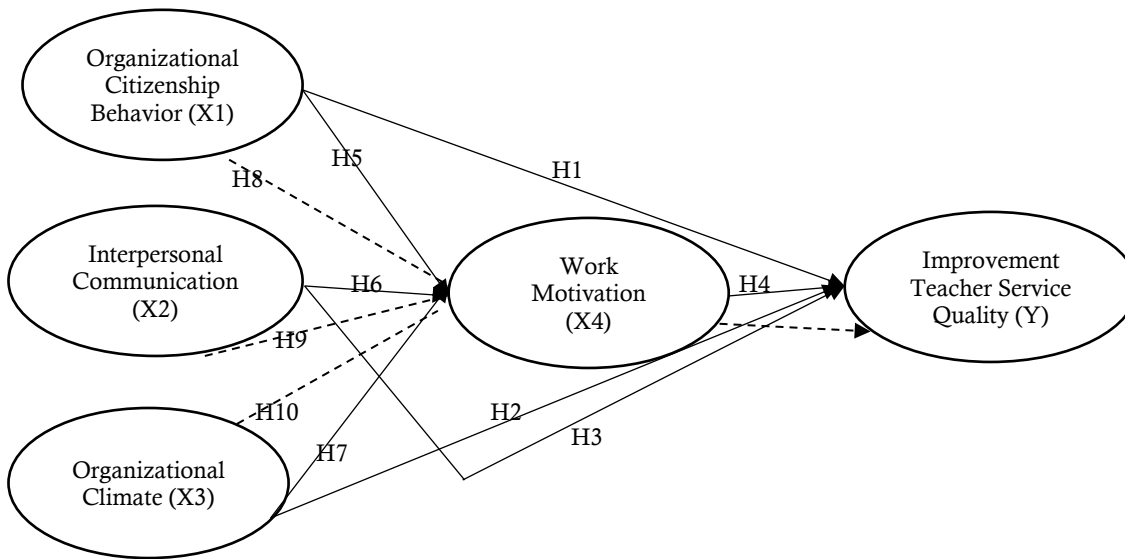 Organizational
Citizenship
Behavior (X1)
H5
H1
H8
Interpersonal
Communication
(X2)
H6
H9
Work
Motivation
(X4)
H4
Improvement
Teacher Service
Quality (Y)
H10
H2
H3
H7
Organizational
Climate (X3)